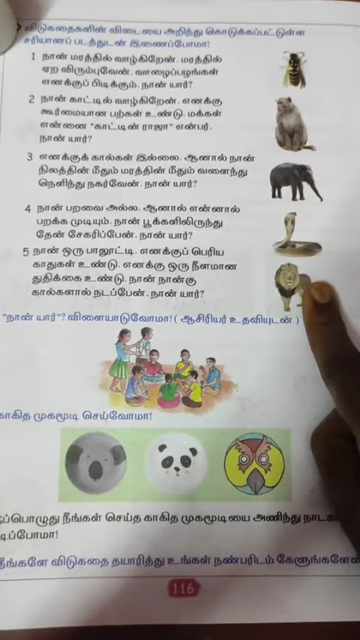 விடுகதைகளின் விடையை அறிந்து கொடுக்கப்பட்டுள்ள
சரியானப் படத்துடன் இணைப்போமா!
1 நான் மரத்தில் வாழ்கிறேன். மரத்தில்
ஏற விரும்புவேன். வாழைப்பழங்கள்
எனக்குப் பிடிக்கும். நான் யார்?
2 நான் காட்டில் வாழ்கிறேன். எனக்கு
கூர்மையான பற்கள் உண்டு. மக்கள்
என்னை "காட்டின் ராஜா" என்பர்.
நான் யார்?
3 எனக்குக் கால்கள் இல்லை. ஆனால் நான்
நிலத்தின் மீதும் மரத்தின் மீதும் வளைந்து
நெளிந்து நகர்வேன். நான் யார்?
4 நான் பறவை அல்ல. ஆனால் என்னால்
பறக்க முடியும். நான் பூக்களிலிருந்து
தேன் சேகரிப்பேன். நான் யார்?
5 நான் ஒரு பாலூட்டி. எனக்குப் பெரிய
காதுகள் உண்டு. எனக்கு ஒரு நீளமான
துதிக்கை உண்டு. நான் நான்கு
கால்களால் நடப்பேன். நான் யார்?
"நான் யார்"? விளையாடுவோமா! ( ஆசிரியர் உதவியுடன் )
காகித முகமூடி செய்வோமா!
நீங்கள் செய்த காகித முகமூடியை அணிந்து
விடுகதை தயாரித்து உங்கள் நண்பரிடம்
116